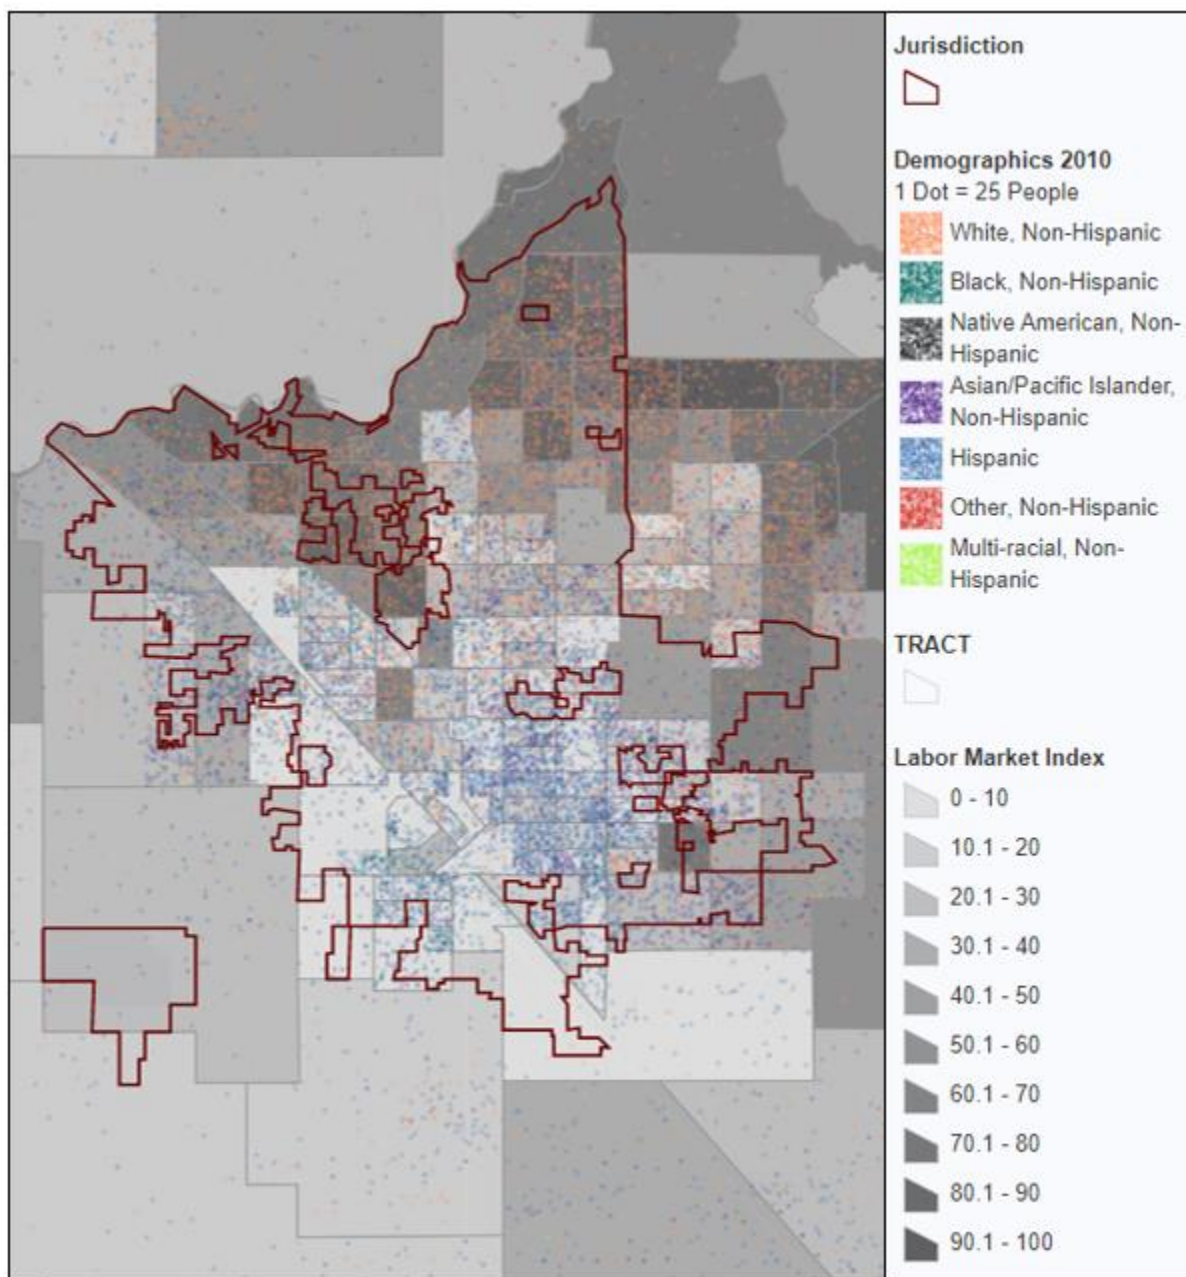 Jurisdiction
Demographics 2010
1 Dot = 25 People
White, Non-Hispanic
Black, Non-Hispanic
Native American, Non-
Hispanic
Asian/Pacific Islander,
Non-Hispanic
Hispanic
Other, Non-Hispanic
Multi-racial, Non-
Hispanic
TRACT
Labor Market Index
0 - 10
10.1 - 20
20.1 - 30
30.1 - 40
40.1 - 50
50.1 - 60
60.1 - 70
70.1 - 80
80.1 - 90
90.1 - 100